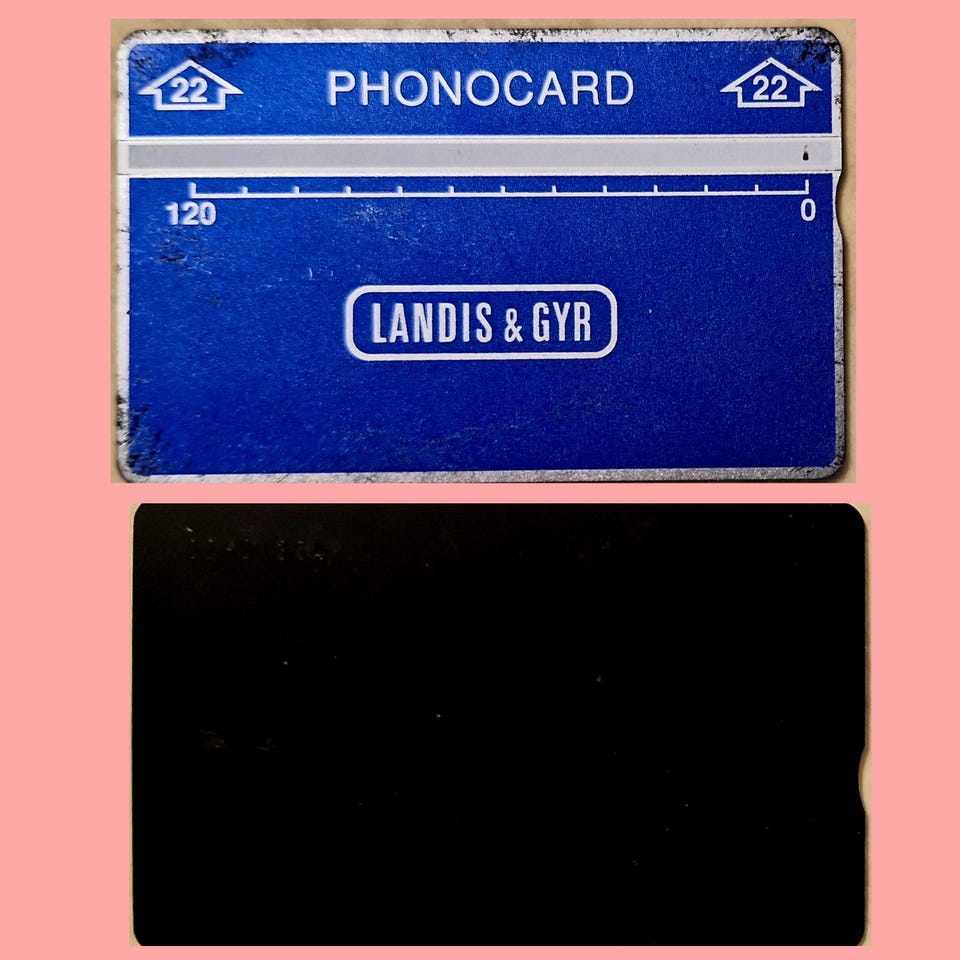 22 PHONOCARD 22
120 0
LANDIS & GYR